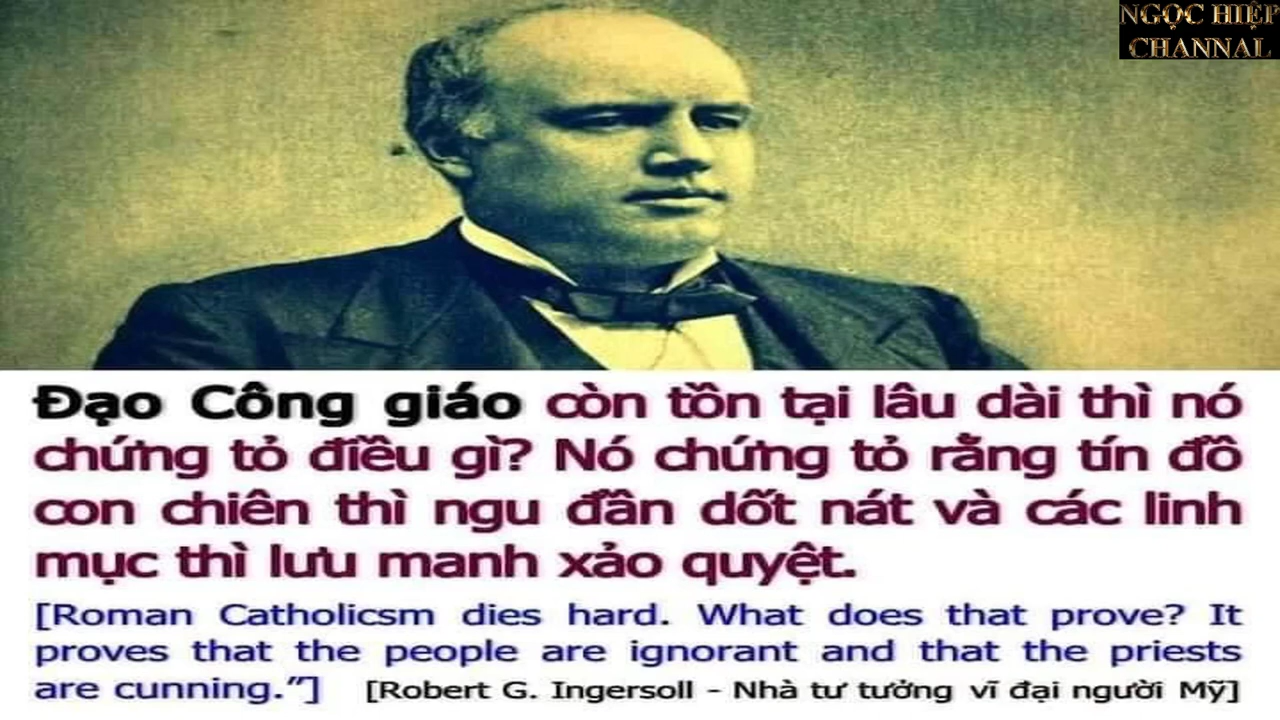 NGỌC HIỆP
CHANNAL
Đạo Công giáo còn tồn tại lâu dài thì nó
chứng tỏ điều gì? Nó chứng tỏ rằng tín đồ
con chiên thì ngu đần dốt nát và các linh
mục thì lưu manh xảo quyệt.
[Roman Catholicsm dies hard. What does that prove? It
proves that the people are ignorant and that the priests
are cunning.”] [Robert G. Ingersoll - Nhà tư tưởng vĩ đại người Mỹ]